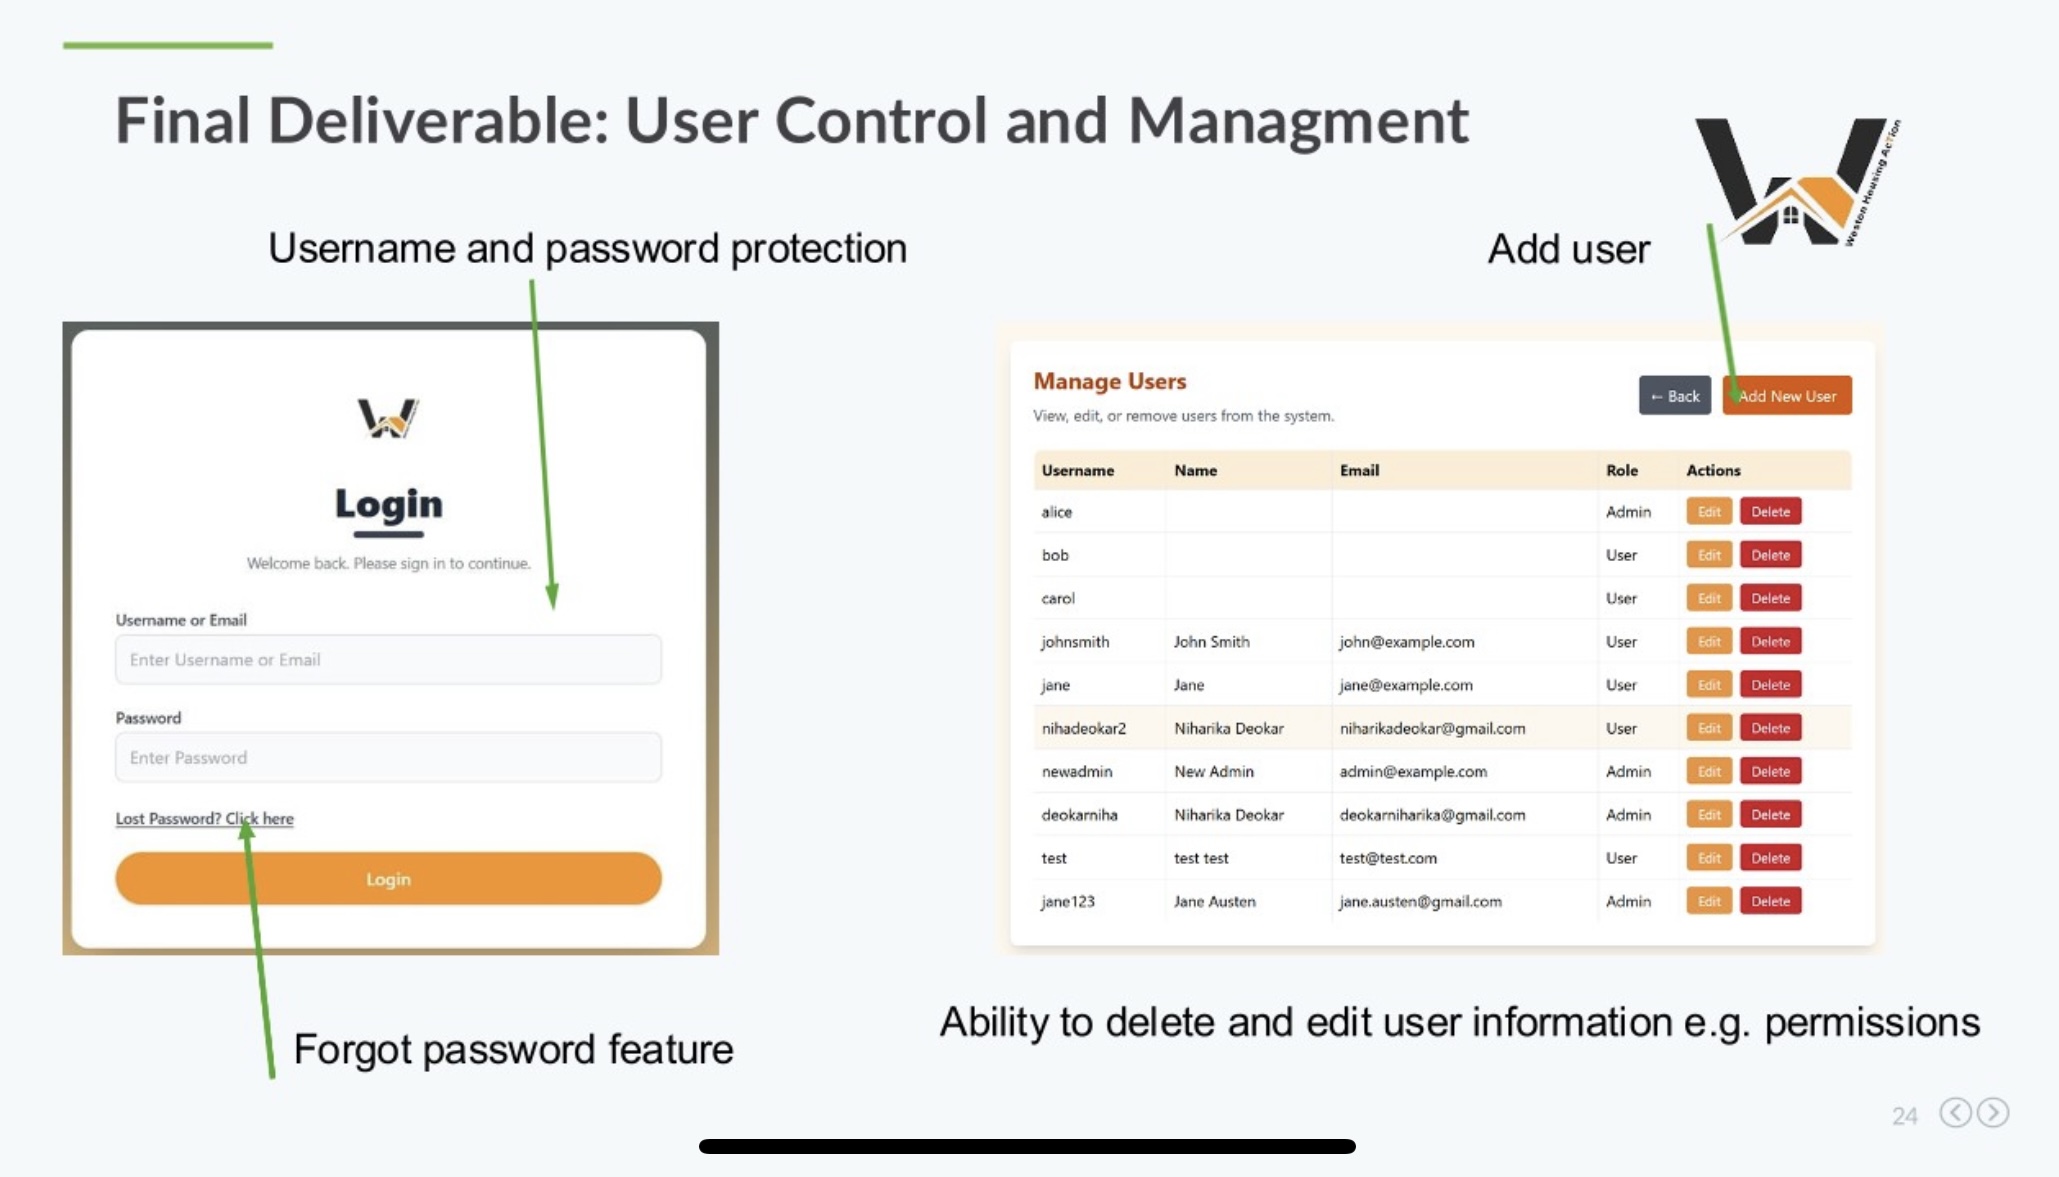 Final Deliverable: User Control and Managment
Weston Housing Action
Username and password protection
Add user
Login
Welcome back. Please sign in to continue.
Username or Email
Enter Username or Email
Password
Enter Password
Lost Password? Click here
Login
Forgot password feature
Manage Users
View, edit, or remove users from the system.
← Back
Add New User
Username Name Email Role Actions
alice Admin Edit Delete
bob User Edit Delete
carol User Edit Delete
johnsmith John Smith john@example.com User Edit Delete
jane Jane jane@example.com User Edit Delete
nihadeokar2 Niharika Deokar niharikadeokar@gmail.com User Edit Delete
newadmin New Admin admin@example.com Admin Edit Delete
deokarniha Niharika Deokar deokarniharika@gmail.com Admin Edit Delete
test test test test@test.com User Edit Delete
jane123 Jane Austen jane.austen@gmail.com Admin Edit Delete
Ability to delete and edit user information e.g. permissions
24